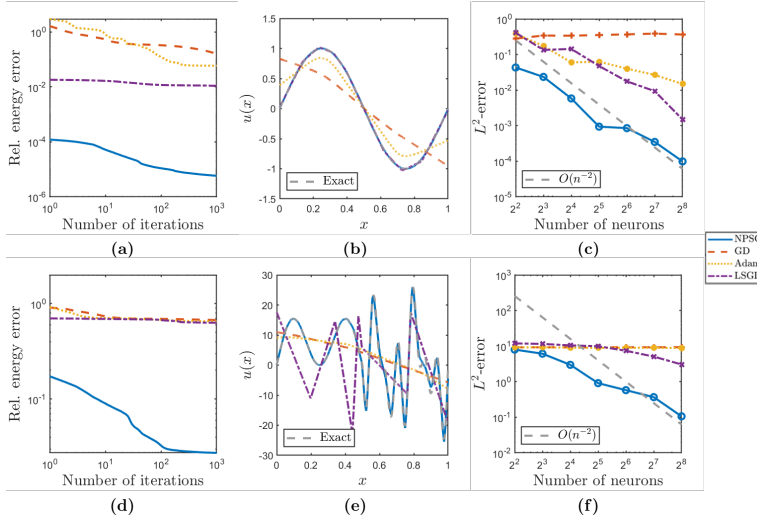 10^0
10^-2
10^-4
10^-6
Rel. energy error
10^0
10^1
10^2
10^3
Number of iterations
(a)
1.5
1
0.5
0
-0.5
-1
-1.5
u(x)
Exact
0
0.2
0.4
0.6
0.8
1
x
(b)
10^0
10^-1
10^-2
10^-3
10^-4
10^-5
L^2-error
O(n^-2)
2^2
2^3
2^4
2^5
2^6
2^7
2^8
Number of neurons
(c)
NPSC
GD
Adam
LSGD
10^0
10^-1
Rel. energy error
10^0
10^1
10^2
10^3
Number of iterations
(d)
30
20
10
0
-10
-20
-30
u(x)
Exact
0
0.2
0.4
0.6
0.8
1
x
(e)
10^3
10^2
10^1
10^0
10^-1
10^-2
L^2-error
O(n^-2)
2^2
2^3
2^4
2^5
2^6
2^7
2^8
Number of neurons
(f)